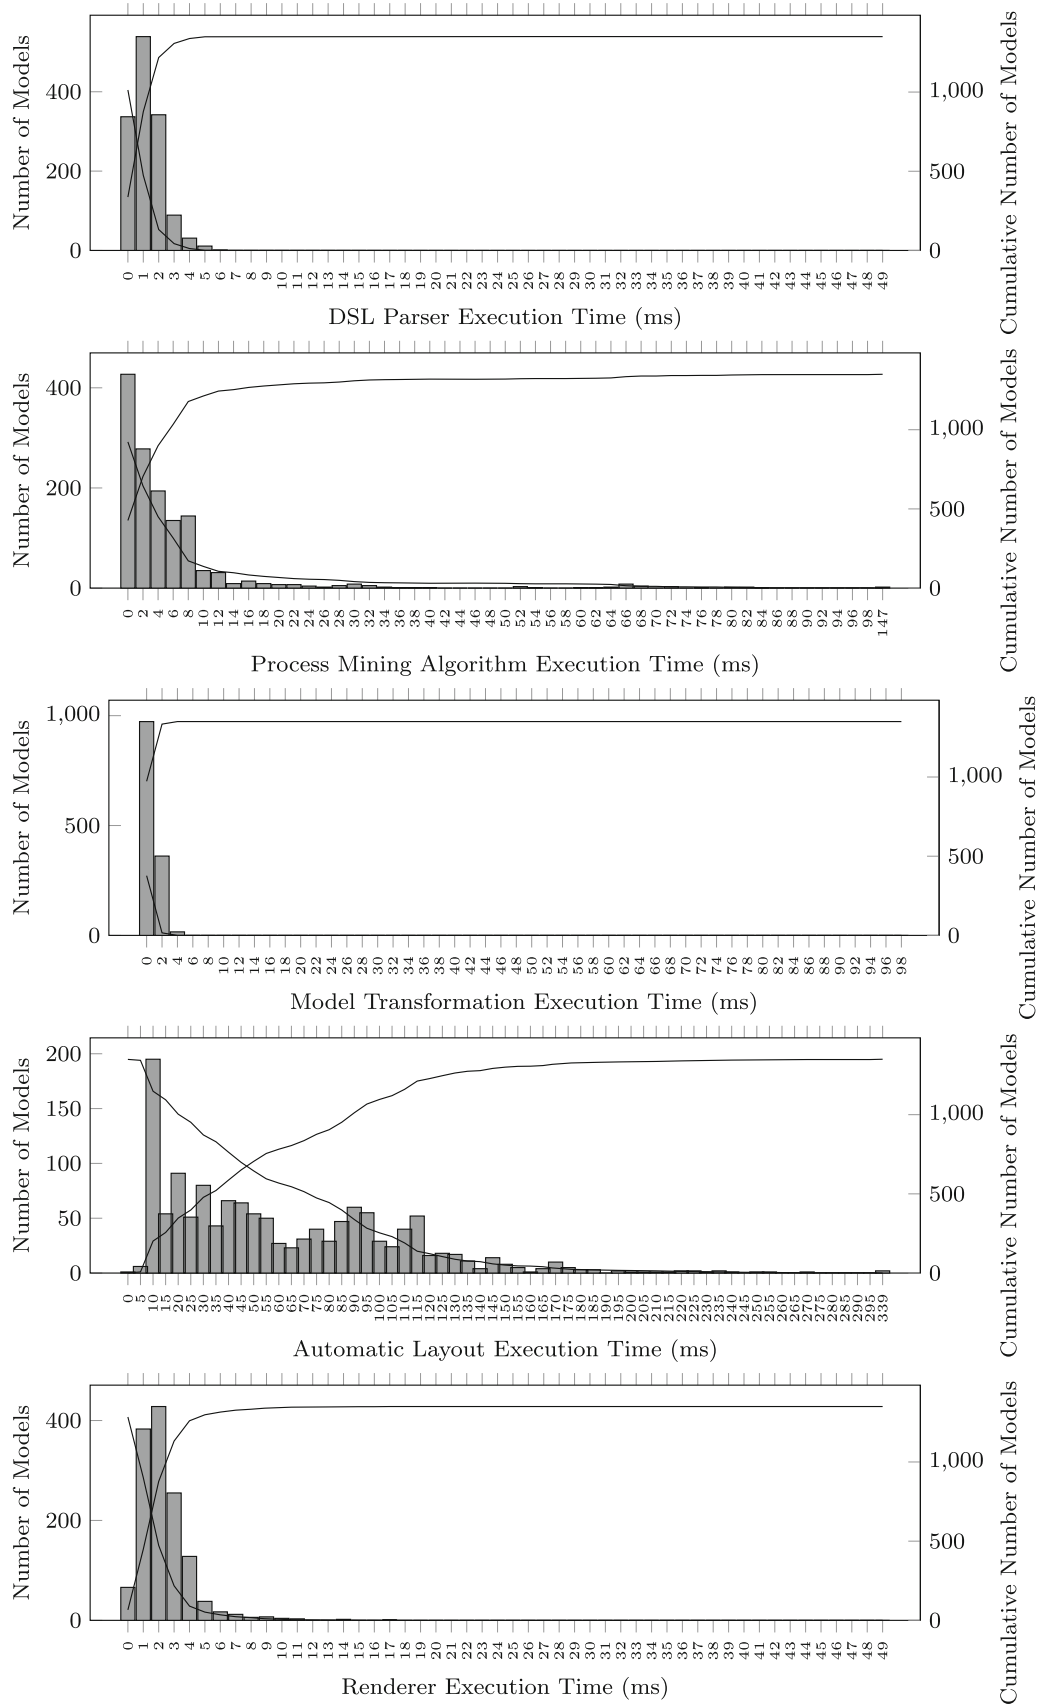 Number of Models
400
200
0
1,000
500
0
Cumulative Number of Models
0 1 2 3 4 5 6 7 8 9 10 11 12 13 14 15 16 17 18 19 20 21 22 23 24 25 26 27 28 29 30 31 32 33 34 35 36 37 38 39 40 41 42 43 44 45 46 47 48 49
DSL Parser Execution Time (ms)
Number of Models
400
200
0
1,000
500
0
Cumulative Number of Models
0 2 4 6 8 10 12 14 16 18 20 22 24 26 28 30 32 34 36 38 40 42 44 46 48 50 52 54 56 58 60 62 64 66 68 70 72 74 76 78 80 82 84 86 90 92 94 96 98 147
Process Mining Algorithm Execution Time (ms)
Number of Models
1,000
500
0
1,000
500
0
Cumulative Number of Models
0 2 4 6 8 10 12 14 16 18 20 22 24 26 28 30 32 34 36 38 40 42 44 46 48 50 52 54 56 58 60 62 64 66 68 70 72 74 76 78 80 82 84 86 88 90 92 94 96 98
Model Transformation Execution Time (ms)
Number of Models
200
150
100
50
0
1,000
500
0
Cumulative Number of Models
0 5 10 15 20 25 30 35 40 45 50 55 60 65 70 75 80 85 90 95 100 105 110 115 120 125 130 135 140 145 150 155 160 165 170 175 180 185 190 195 200 205 210 215 220 225 230 235 240 245 250 255 260 265 270 275 280 285 290 295 339
Automatic Layout Execution Time (ms)
Number of Models
400
200
0
1,000
500
0
Cumulative Number of Models
0 1 2 3 4 5 6 7 8 9 10 11 12 13 14 15 16 17 18 19 20 21 22 23 24 25 26 27 28 29 30 31 32 33 34 35 36 37 38 39 40 41 42 43 44 45 46 47 48 49
Renderer Execution Time (ms)